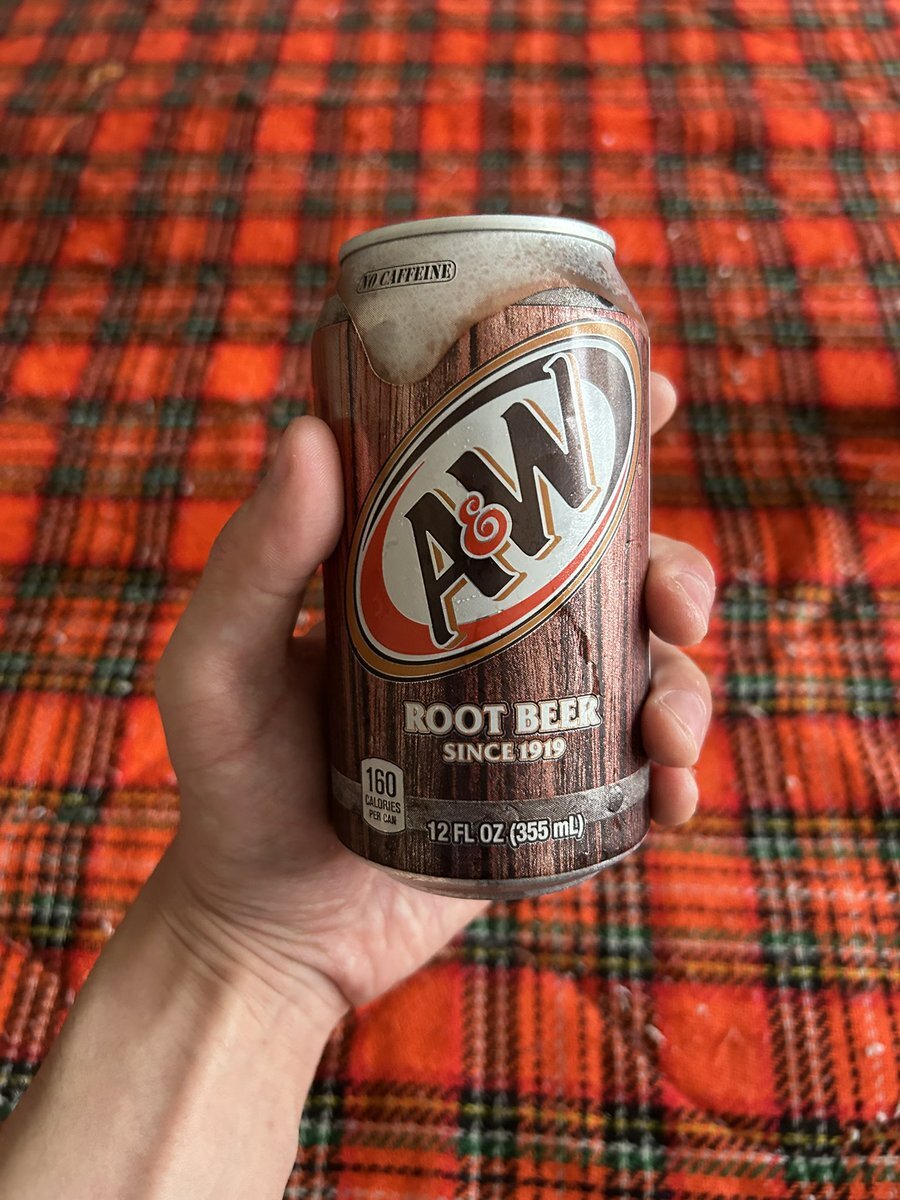 NO CAFFEINE
A&W
ROOT BEER
SINCE 1919
160
CALORIES
PER CAN
12 FL OZ (355 mL)